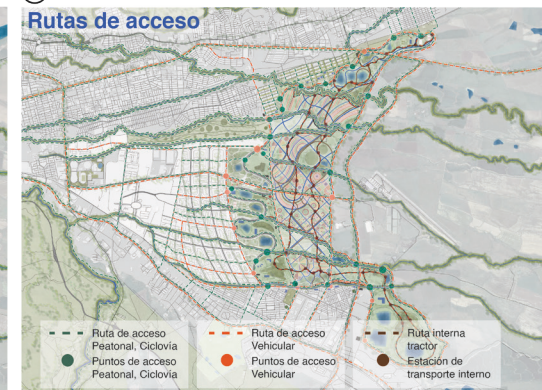 Rutas de acceso
Ruta de acceso
Peatonal, Ciclovía
Puntos de acceso
Peatonal, Ciclovía
Ruta de acceso
Vehicular
Puntos de acceso
Vehicular
Ruta interna
tractor
Estación de
transporte interno